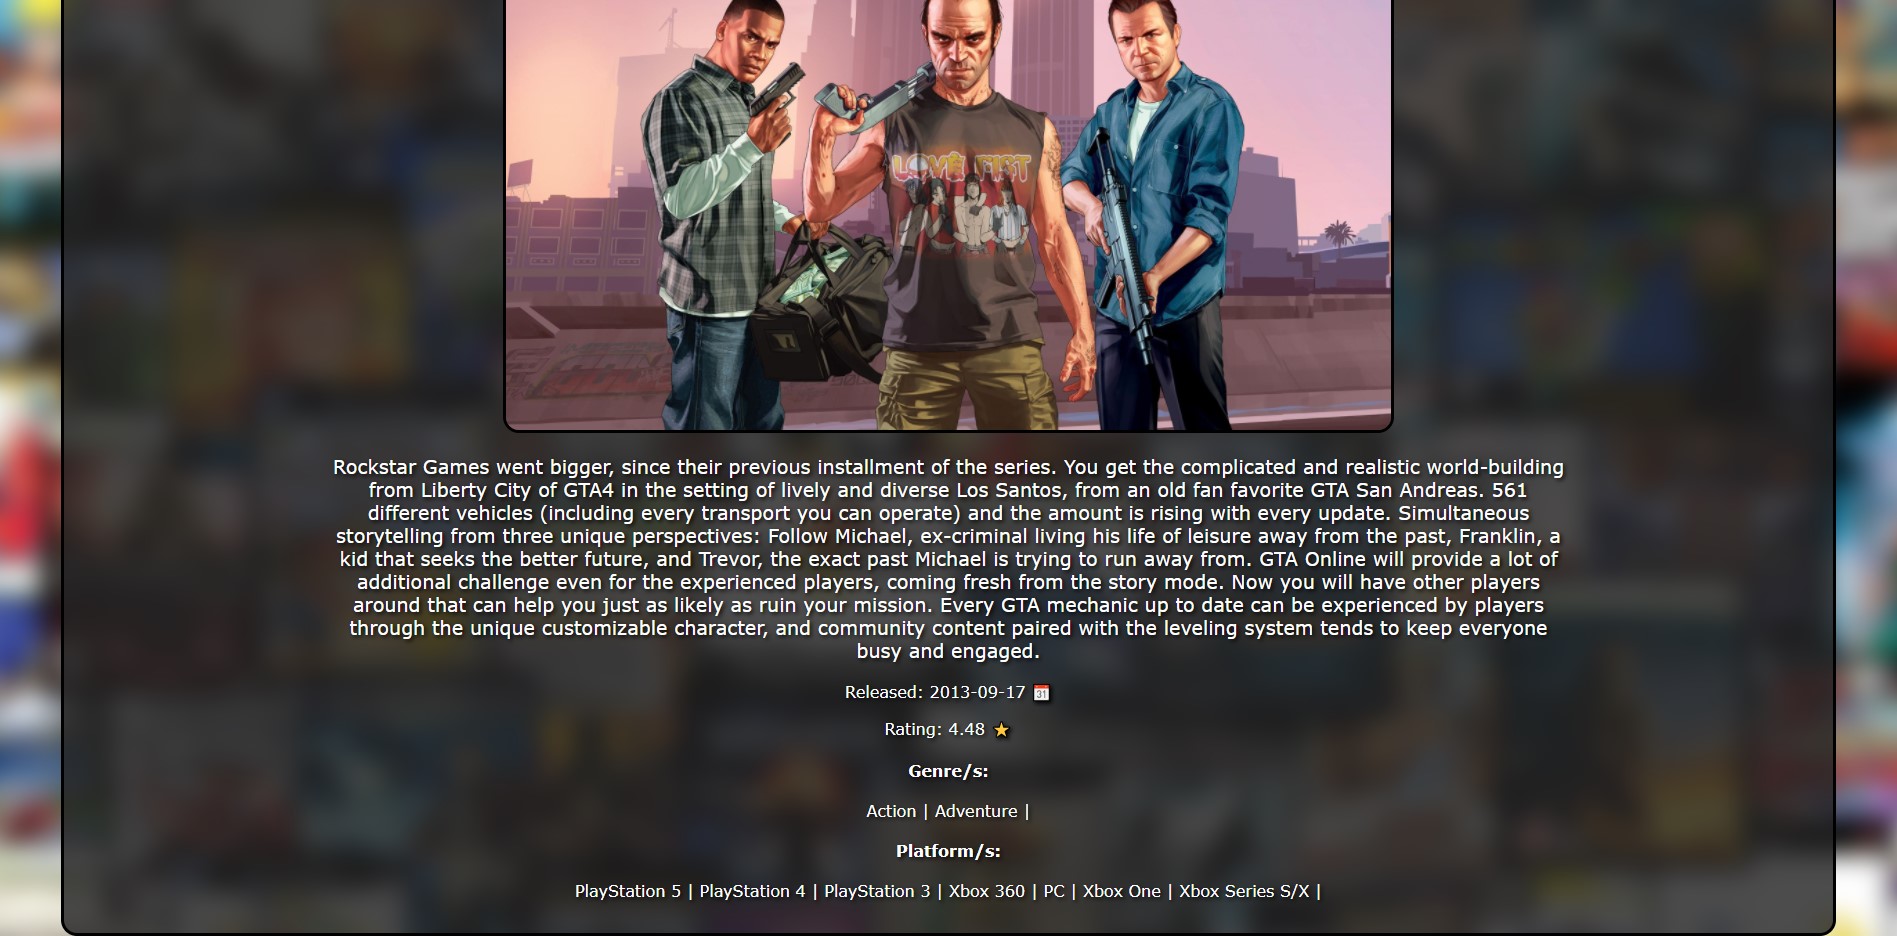 LOVE FIST
Rockstar Games went bigger, since their previous installment of the series. You get the complicated and realistic world-building
from Liberty City of GTA4 in the setting of lively and diverse Los Santos, from an old fan favorite GTA San Andreas. 561
different vehicles (including every transport you can operate) and the amount is rising with every update. Simultaneous
storytelling from three unique perspectives: Follow Michael, ex-criminal living his life of leisure away from the past, Franklin, a
kid that seeks the better future, and Trevor, the exact past Michael is trying to run away from. GTA Online will provide a lot of
additional challenge even for the experienced players, coming fresh from the story mode. Now you will have other players
around that can help you just as likely as ruin your mission. Every GTA mechanic up to date can be experienced by players
through the unique customizable character, and community content paired with the leveling system tends to keep everyone
busy and engaged.
Released: 2013-09-17
Rating: 4.48
Genre/s:
Action | Adventure |
Platform/s:
PlayStation 5 | PlayStation 4 | PlayStation 3 | Xbox 360 | PC | Xbox One | Xbox Series S/X |